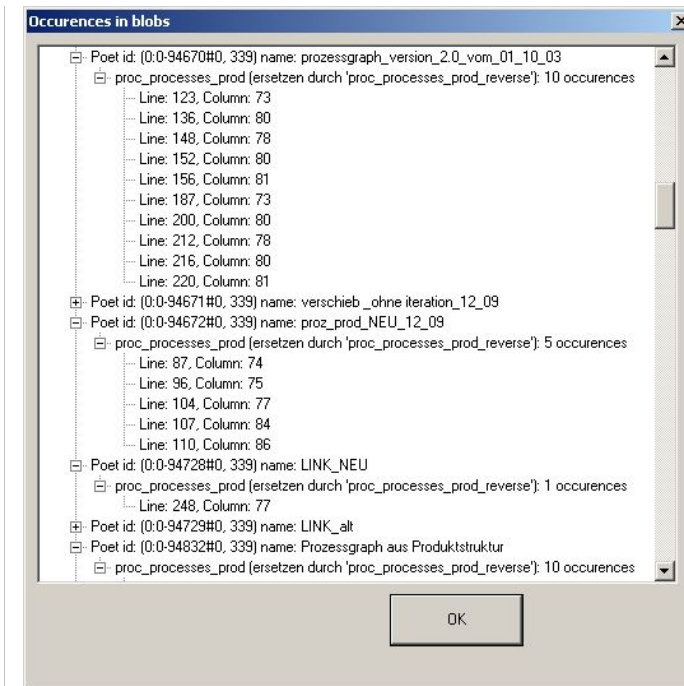 Occurences in blobs
Poet id: (0:0-94670#0, 339) name: prozessgraph_version_2.0_vom_01_10_03
proc_processes_prod (ersetzen durch 'proc_processes_prod_reverse'): 10 occurences
Line: 123, Column: 73
Line: 136, Column: 80
Line: 148, Column: 78
Line: 152, Column: 80
Line: 156, Column: 81
Line: 187, Column: 73
Line: 200, Column: 80
Line: 212, Column: 78
Line: 216, Column: 80
Line: 220, Column: 81
Poet id: (0:0-94671#0, 339) name: verschieb _ohne iteration_12_09
Poet id: (0:0-94672#0, 339) name: proz_prod_NEU_12_09
proc_processes_prod (ersetzen durch 'proc_processes_prod_reverse'): 5 occurences
Line: 87, Column: 74
Line: 96, Column: 75
Line: 104, Column: 77
Line: 107, Column: 84
Line: 110, Column: 86
Poet id: (0:0-94728#0, 339) name: LINK_NEU
proc_processes_prod (ersetzen durch 'proc_processes_prod_reverse'): 1 occurences
Line: 248, Column: 77
Poet id: (0:0-94729#0, 339) name: LINK_alt
Poet id: (0:0-94832#0, 339) name: Prozessgraph aus Produktstruktur
proc_processes_prod (ersetzen durch 'proc_processes_prod_reverse'): 10 occurences
OK